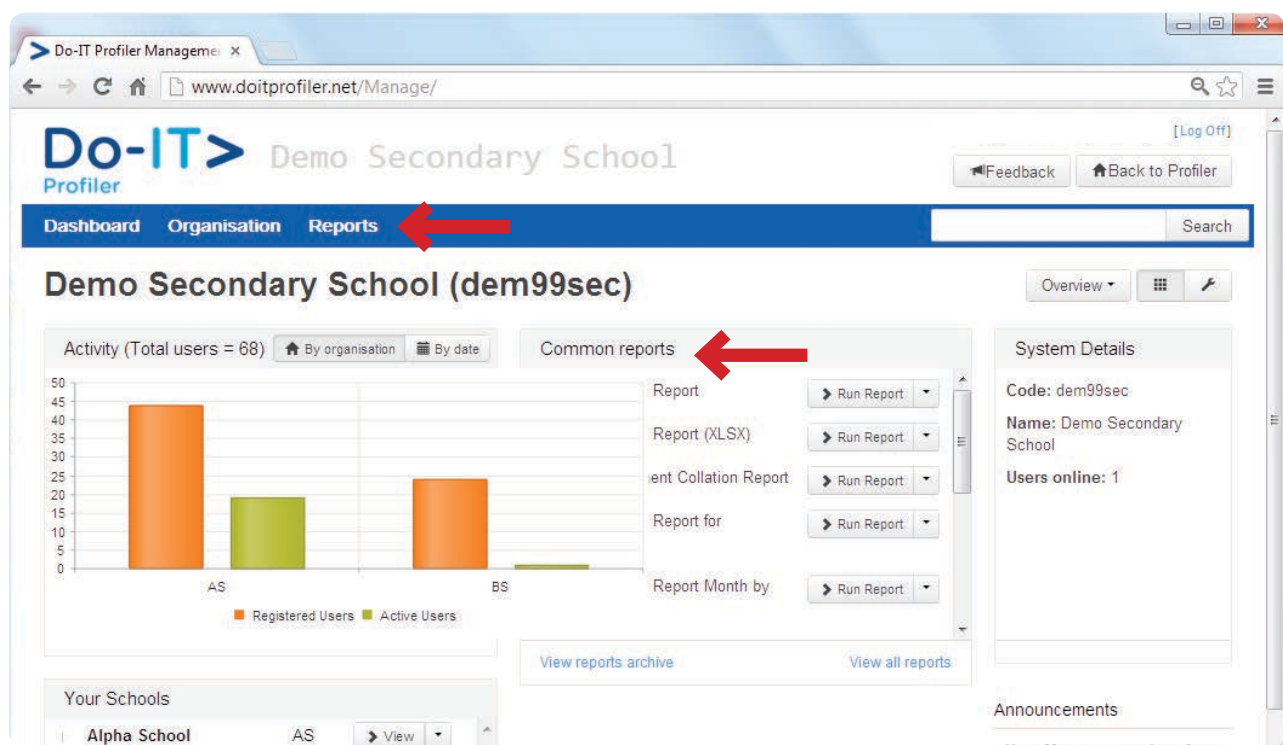 Do-IT Profiler Managemer
www.doitprofiler.net/Manage/
[Log Off]
Do-IT> Demo Secondary School
Profiler
Feedback Back to Profiler
Dashboard Organisation Reports Search
Demo Secondary School (dem99sec) Overview
Activity (Total users = 68) By organisation By date
50
45
40
35
30
25
20
15
10
5
0
AS BS
Registered Users Active Users
Common reports
Report Run Report
Report (XLSX) Run Report
ent Collation Report Run Report
Report for Run Report
Report Month by Run Report
View reports archive View all reports
System Details
Code: dem99sec
Name: Demo Secondary
School
Users online: 1
Your Schools
Alpha School AS View
Announcements